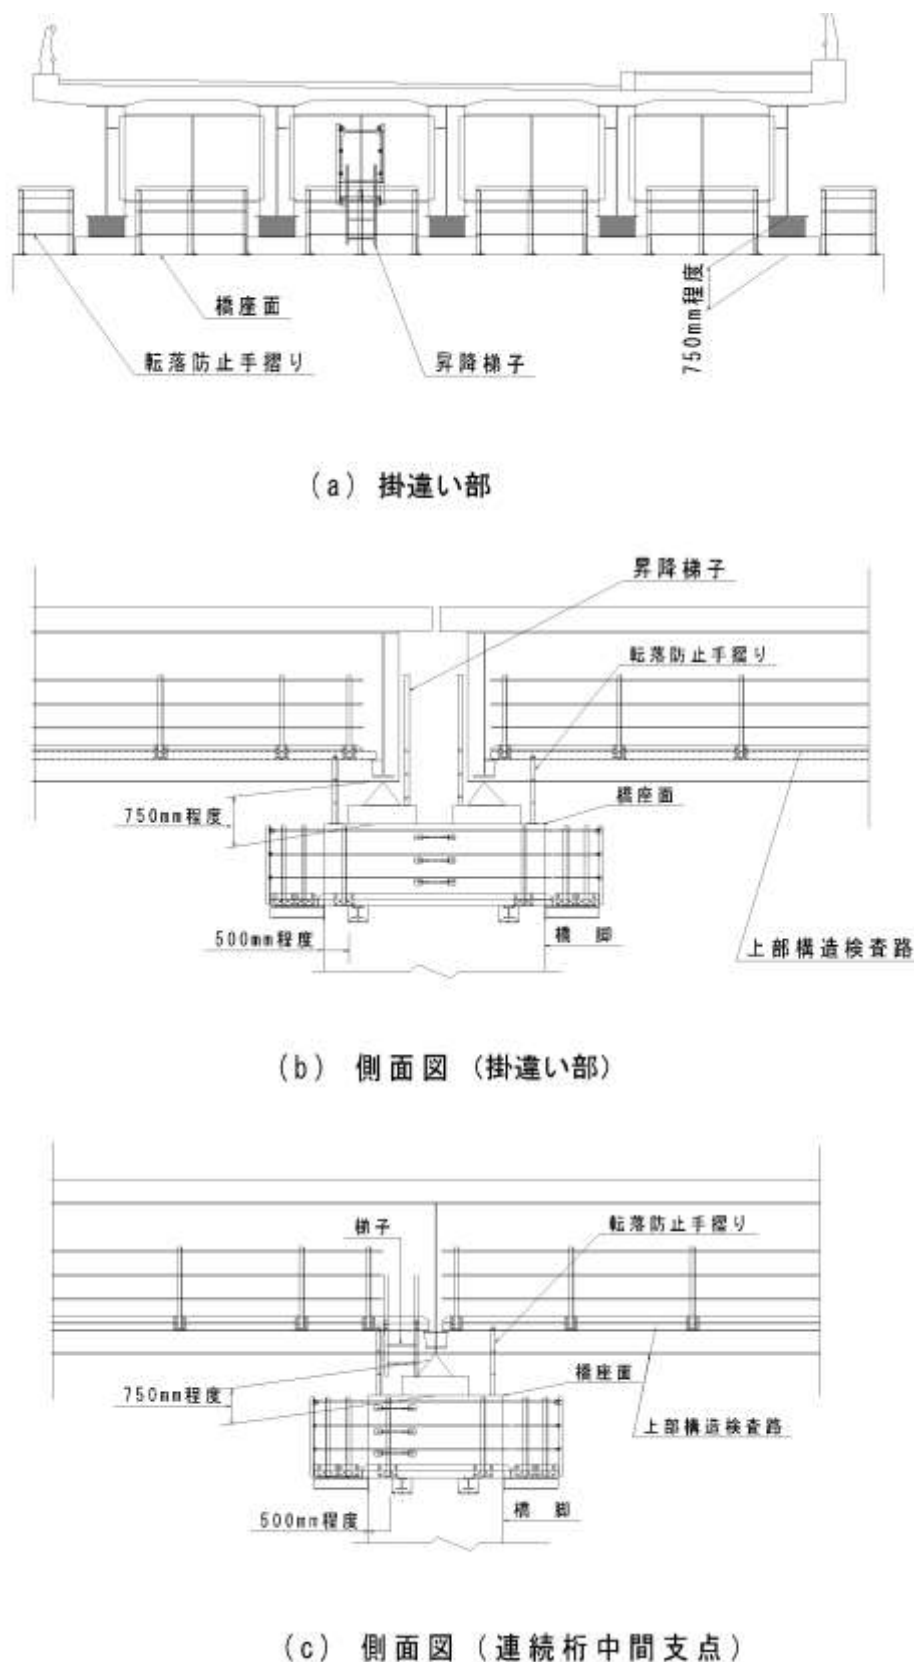 橋座面
転落防止手摺り
昇降梯子
750mm程度
(a) 掛違い部
昇降梯子
転落防止手摺り
橋座面
750mm程度
500mm程度
橋 脚
上部構造検査路
(b) 側面図 (掛違い部)
梯子
転落防止手摺り
橋座面
750mm程度
上部構造検査路
500mm程度
橋 脚
(c) 側面図 (連続桁中間支点)